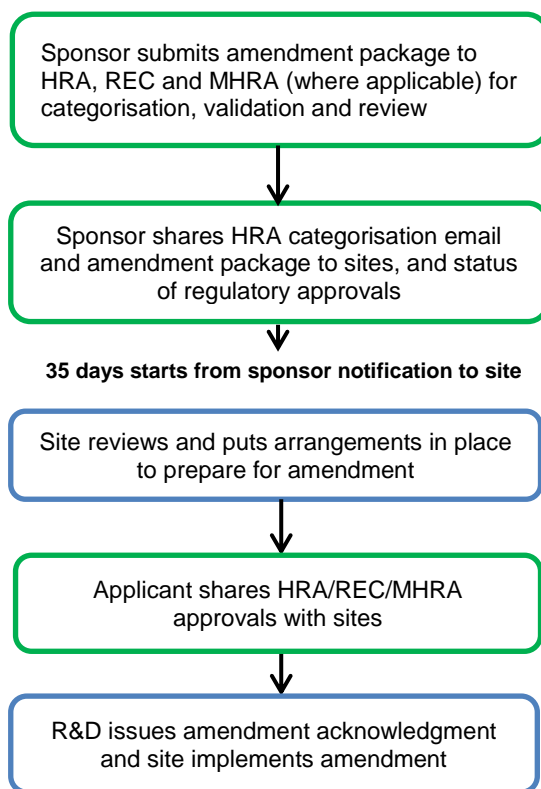 Sponsor submits amendment package to
HRA, REC and MHRA (where applicable) for
categorisation, validation and review
Sponsor shares HRA categorisation email
and amendment package to sites, and status
of regulatory approvals
35 days starts from sponsor notification to site
Site reviews and puts arrangements in place
to prepare for amendment
Applicant shares HRA/REC/MHRA
approvals with sites
R&D issues amendment acknowledgment
and site implements amendment